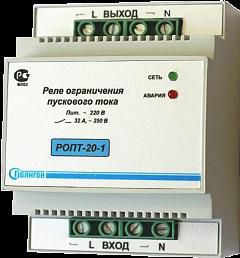 L ВЫХОД N
СЕТЬ
АВАРИЯ
Реле ограничения
пускового тока
Пит. ~ 220 В
32 А, ~ 250 В
РОПТ-20-1
Полигон
L ВХОД N